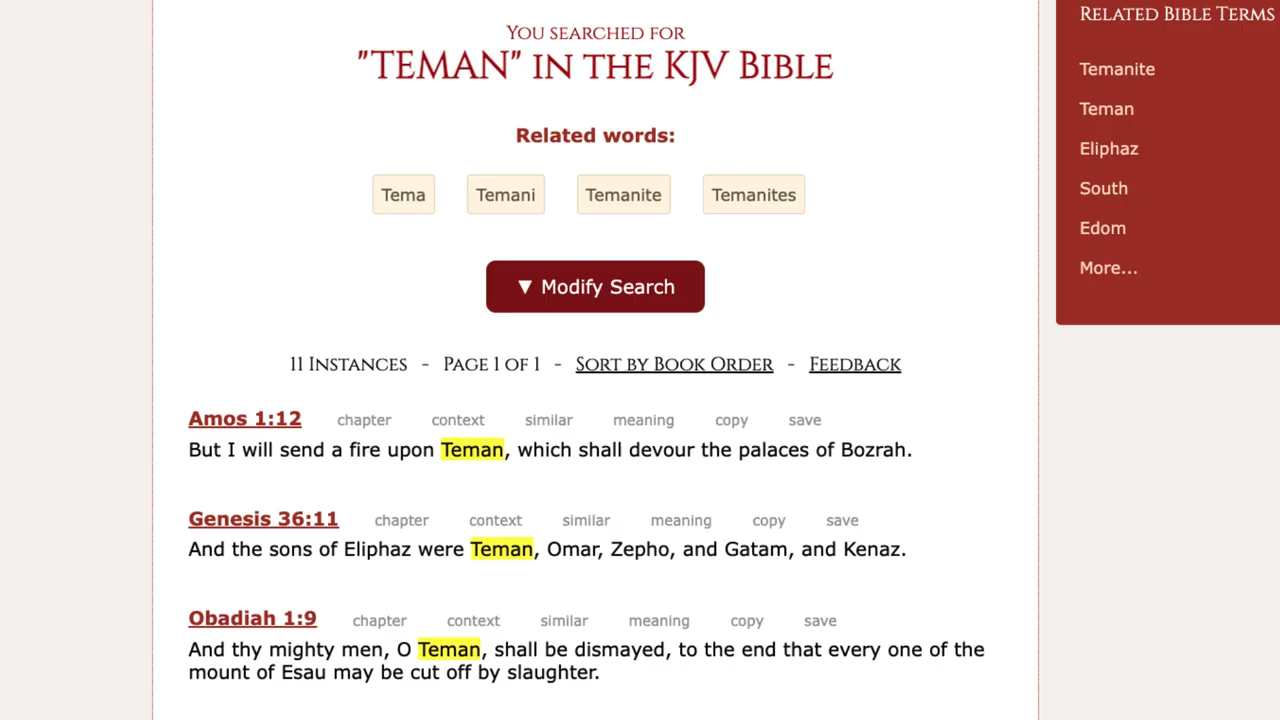 You searched for
"TEMAN" in the KJV Bible
Related words:
Tema Temani Temanite Temanites
▼ Modify Search
11 Instances - Page 1 of 1 - Sort by Book Order - Feedback
Amos 1:12 chapter context similar meaning copy save
But I will send a fire upon Teman, which shall devour the palaces of Bozrah.
Genesis 36:11 chapter context similar meaning copy save
And the sons of Eliphaz were Teman, Omar, Zepho, and Gatam, and Kenaz.
Obadiah 1:9 chapter context similar meaning copy save
And thy mighty men, O Teman, shall be dismayed, to the end that every one of the
mount of Esau may be cut off by slaughter.
Related Bible Terms
Temanite
Teman
Eliphaz
South
Edom
More...